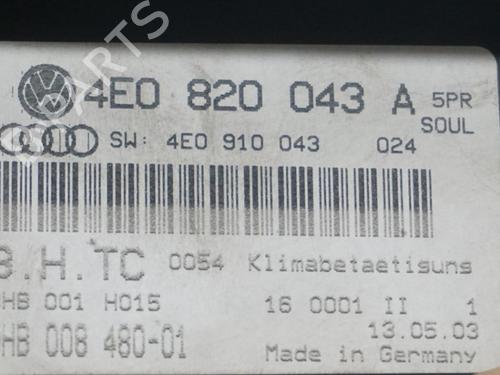 4E0 820 043 A 5PR
SOUL
SW: 4E0 910 043 024
.H.TC 0054 Klimabetaetisuns
HB 001 H015 16 0001 II 1
13.05.03
HB 008 480-01 Made in Germany